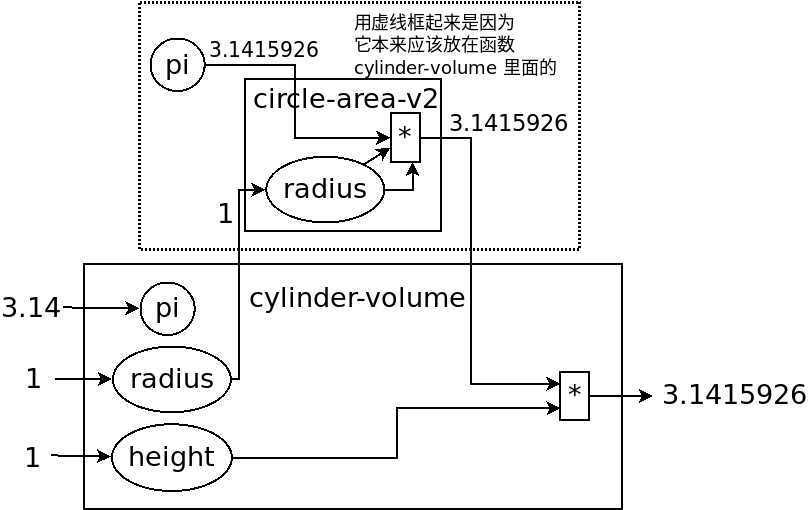 用虚线框起来是因为
它本来应该放在函数
cylinder-volume 里面的
pi
3.1415926
circle-area-v2
*
3.1415926
radius
1
cylinder-volume
3.14
pi
1
radius
*
3.1415926
1
height